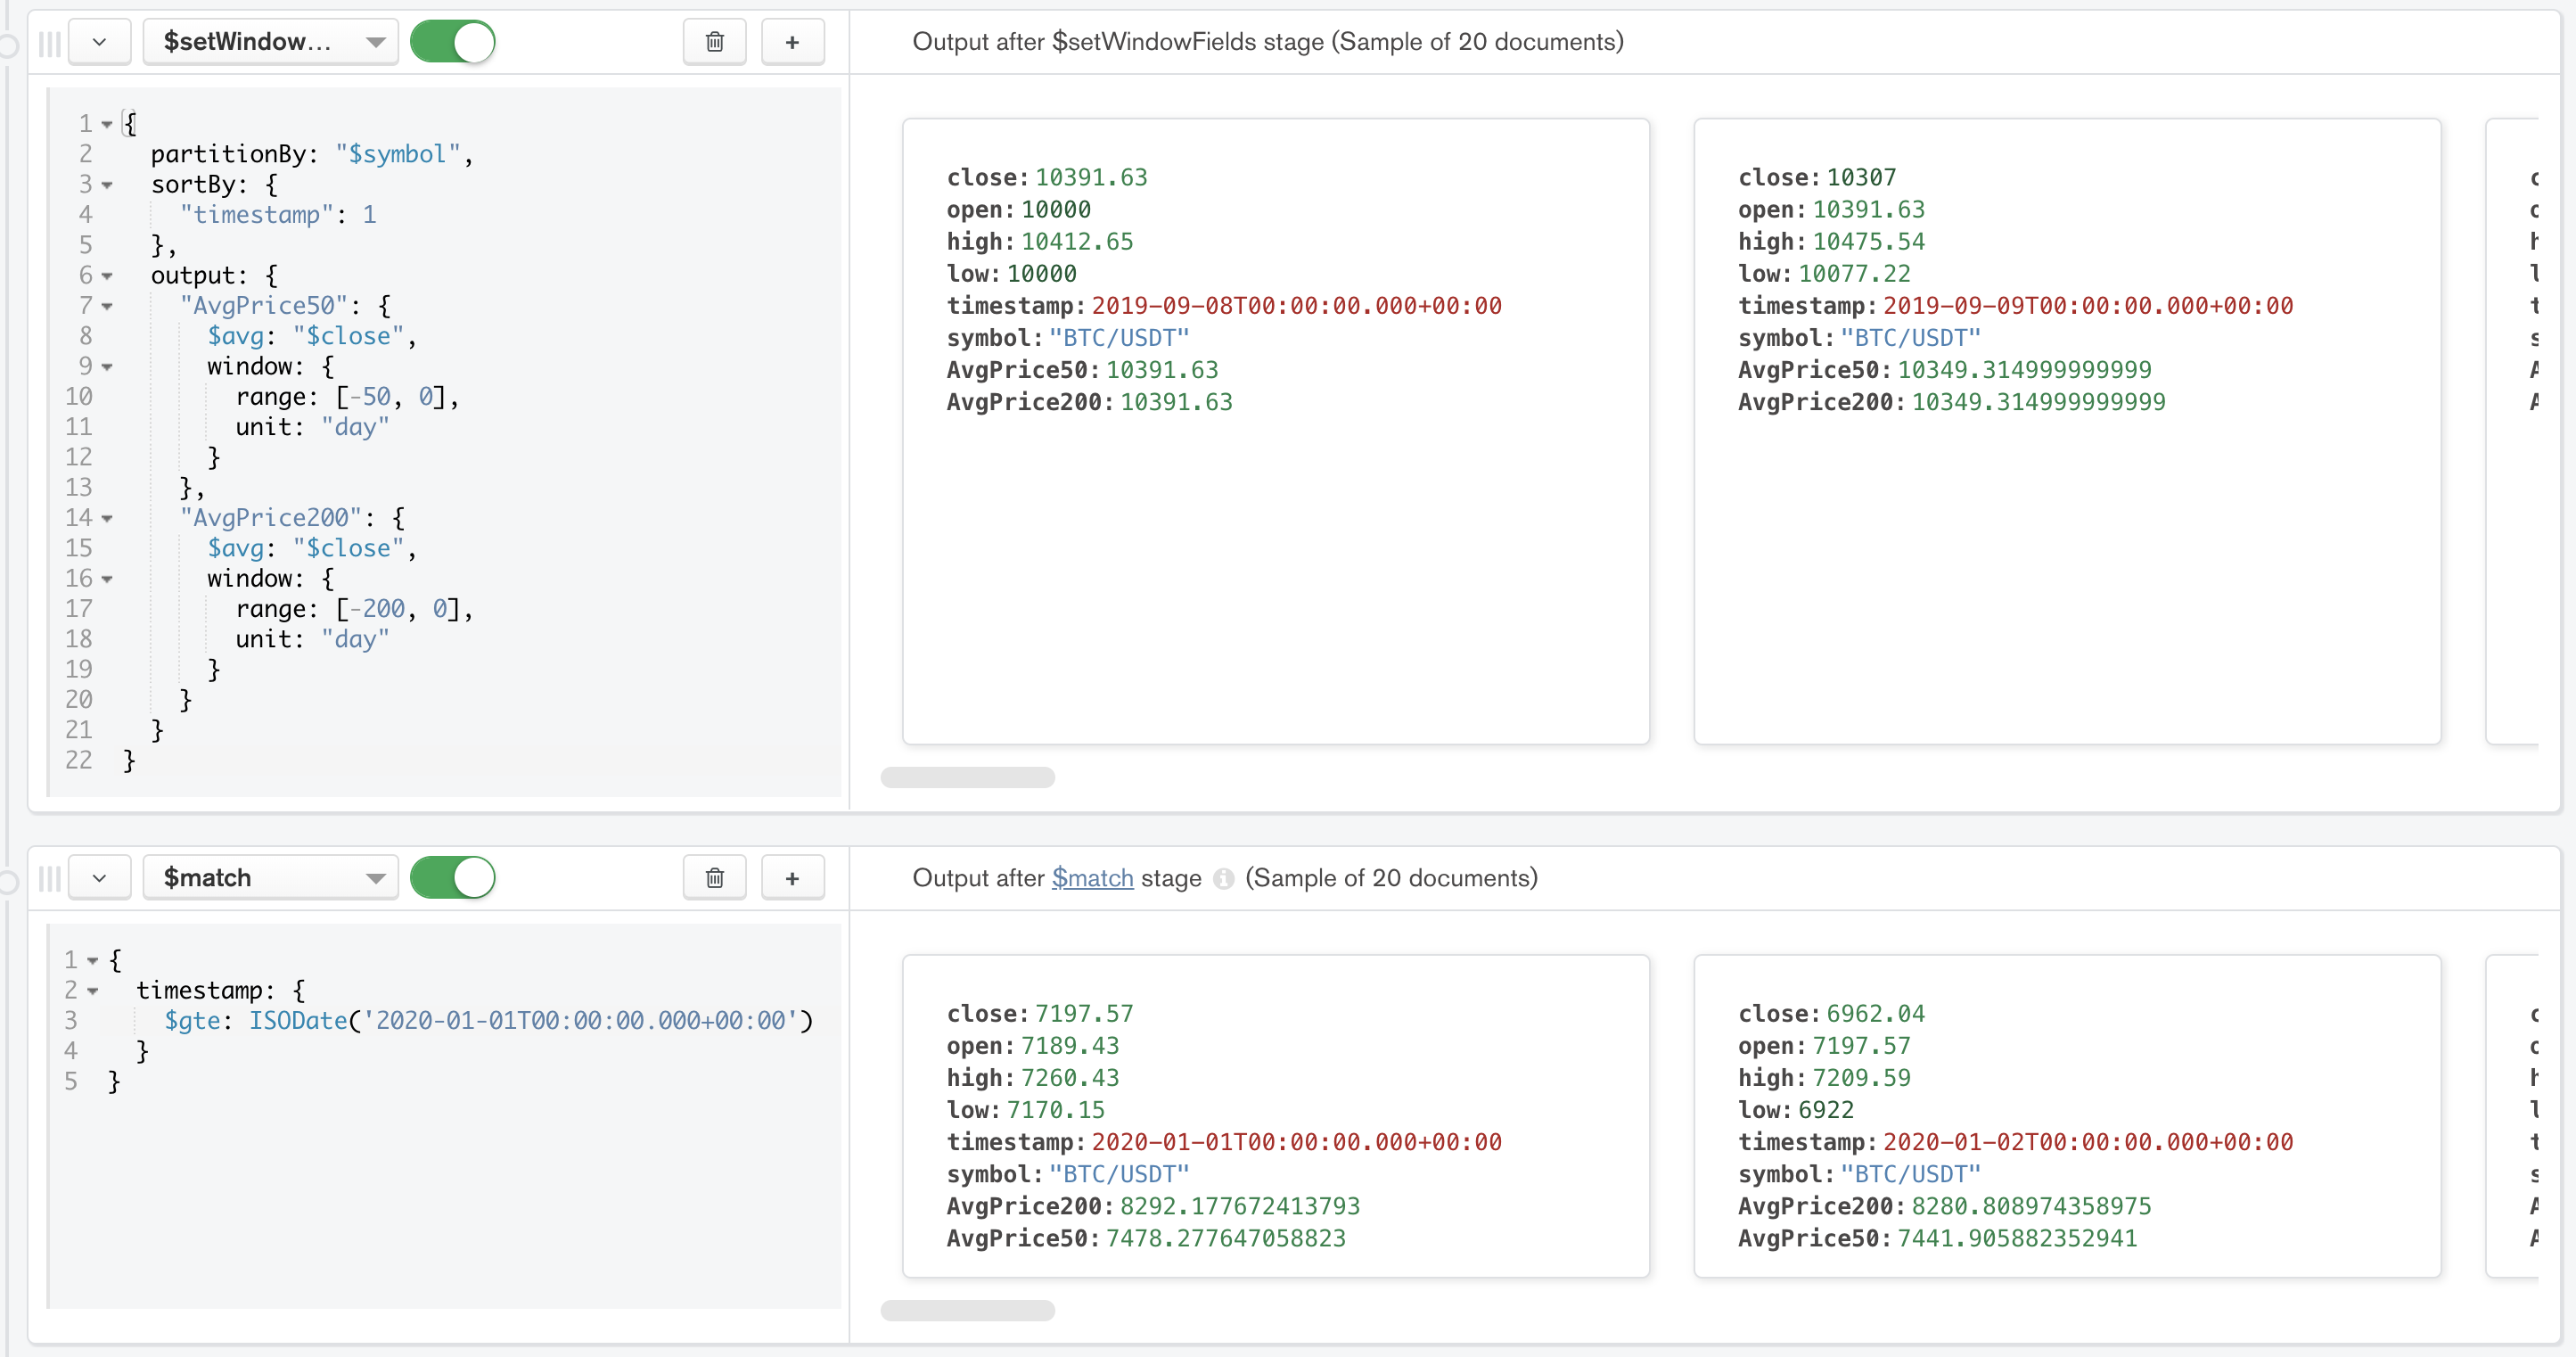 $setWindow...
Output after $setWindowFields stage (Sample of 20 documents)
1 {
2 partitionBy: "$symbol",
3 sortBy: {
4 "timestamp": 1
5 },
6 output: {
7 "AvgPrice50": {
8 $avg: "$close",
9 window: {
10 range: [-50, 0],
11 unit: "day"
12 }
13 },
14 "AvgPrice200": {
15 $avg: "$close",
16 window: {
17 range: [-200, 0],
18 unit: "day"
19 }
20 }
21 }
22 }
close: 10391.63
open: 10000
high: 10412.65
low: 10000
timestamp: 2019-09-08T00:00:00.000+00:00
symbol: "BTC/USDT"
AvgPrice50: 10391.63
AvgPrice200: 10391.63
close: 10307
open: 10391.63
high: 10475.54
low: 10077.22
timestamp: 2019-09-09T00:00:00.000+00:00
symbol: "BTC/USDT"
AvgPrice50: 10349.314999999999
AvgPrice200: 10349.314999999999
$match
Output after $match stage (Sample of 20 documents)
1 {
2 timestamp: {
3 $gte: ISODate('2020-01-01T00:00:00.000+00:00')
4 }
5 }
close: 7197.57
open: 7189.43
high: 7260.43
low: 7170.15
timestamp: 2020-01-01T00:00:00.000+00:00
symbol: "BTC/USDT"
AvgPrice200: 8292.177672413793
AvgPrice50: 7478.277647058823
close: 6962.04
open: 7197.57
high: 7209.59
low: 6922
timestamp: 2020-01-02T00:00:00.000+00:00
symbol: "BTC/USDT"
AvgPrice200: 8280.808974358975
AvgPrice50: 7441.905882352941